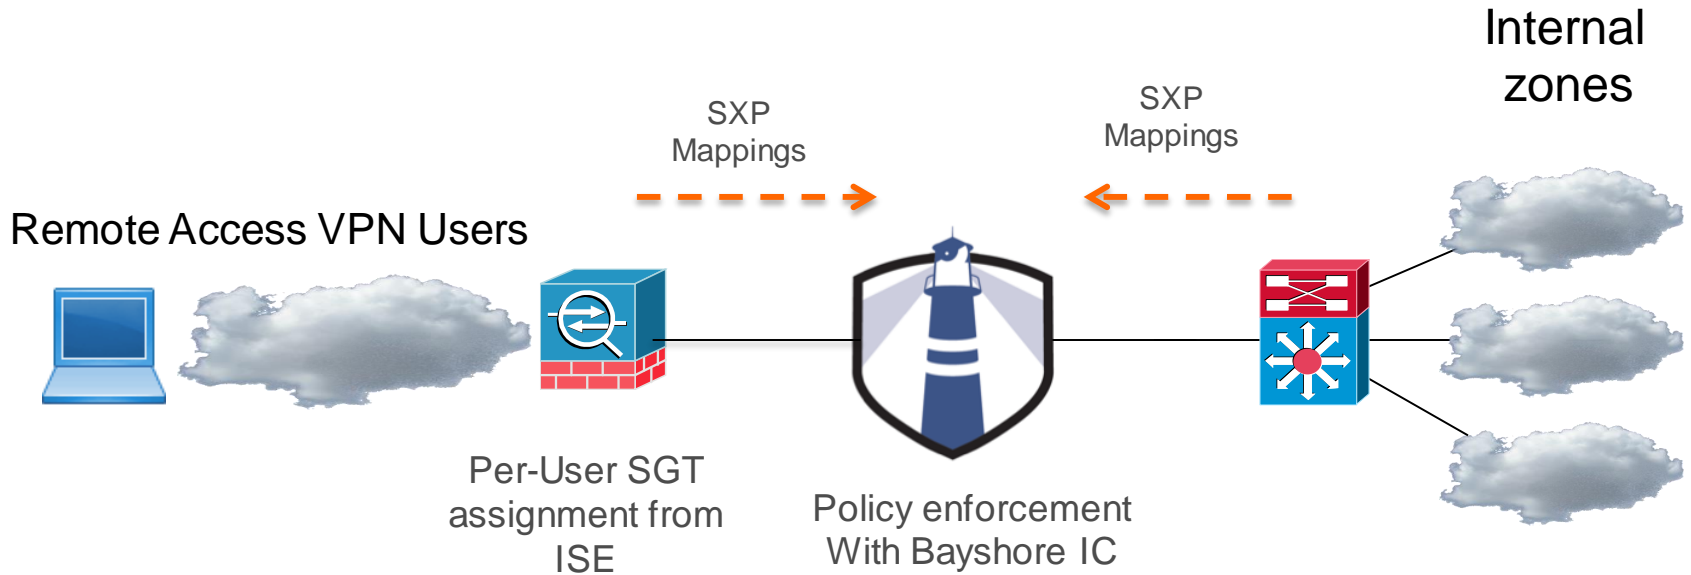 Internal
zones
SXP
Mappings
SXP
Mappings
Remote Access VPN Users
Per-User SGT
assignment from
ISE
Policy enforcement
With Bayshore IC